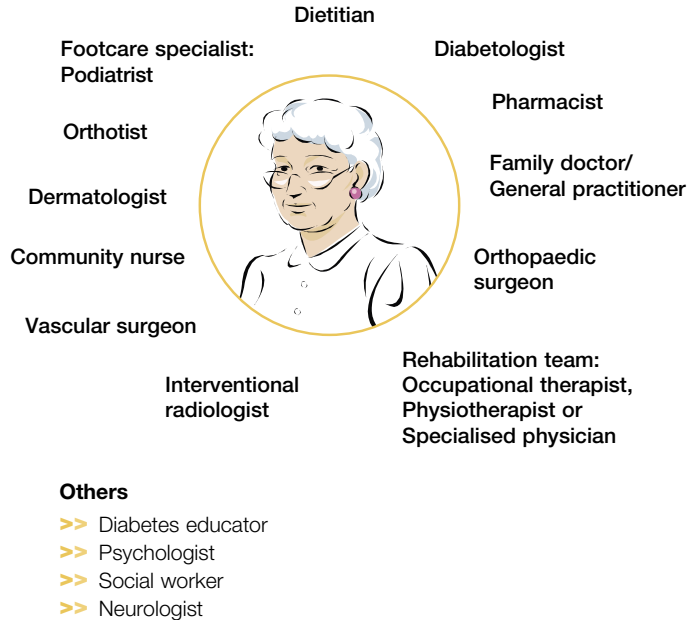 Dietitian
Footcare specialist:
Podiatrist
Diabetologist
Pharmacist
Orthotist
Family doctor/
General practitioner
Dermatologist
Community nurse
Orthopaedic
surgeon
Vascular surgeon
Interventional
radiologist
Rehabilitation team:
Occupational therapist,
Physiotherapist or
Specialised physician
Others
>> Diabetes educator
>> Psychologist
>> Social worker
>> Neurologist